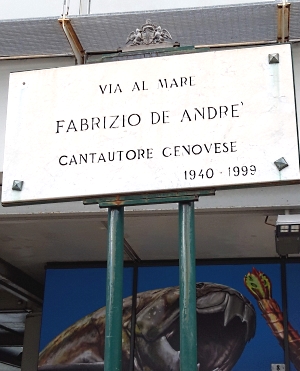 VIA AL MARE
FABRIZIO DE ANDRE'
CANTAUTORE GENOVESE
1940 - 1999